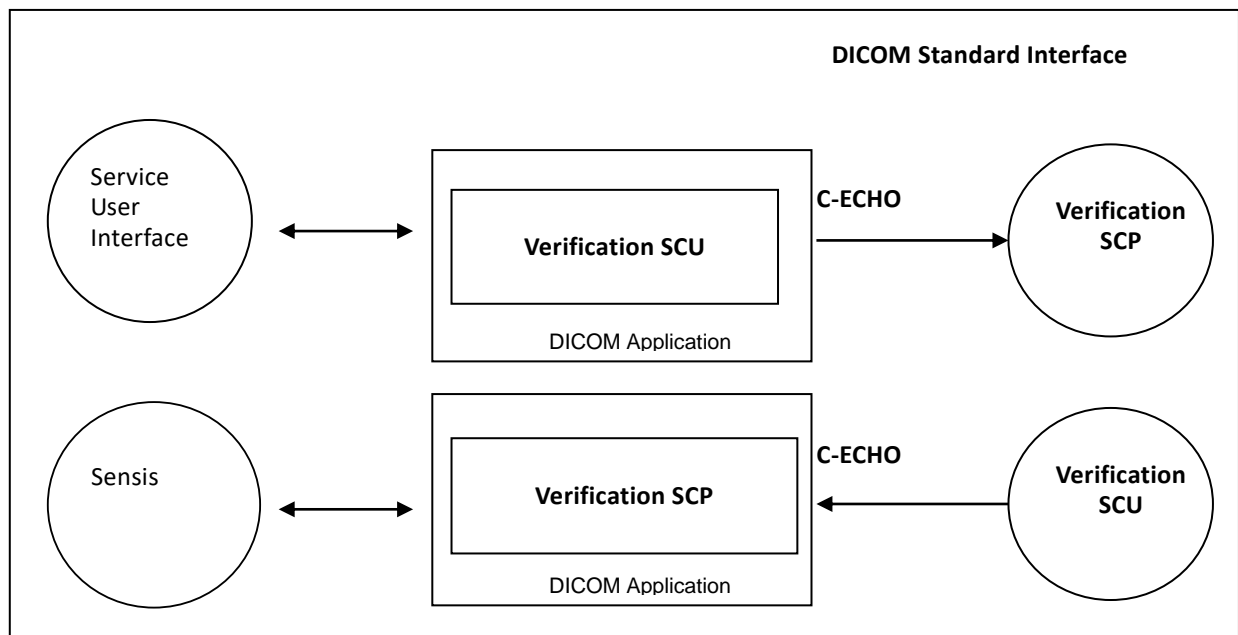 DICOM Standard Interface
Service
User
Interface
Verification SCU
DICOM Application
C-ECHO
Verification
SCP
Sensis
Verification SCP
DICOM Application
C-ECHO
Verification
SCU